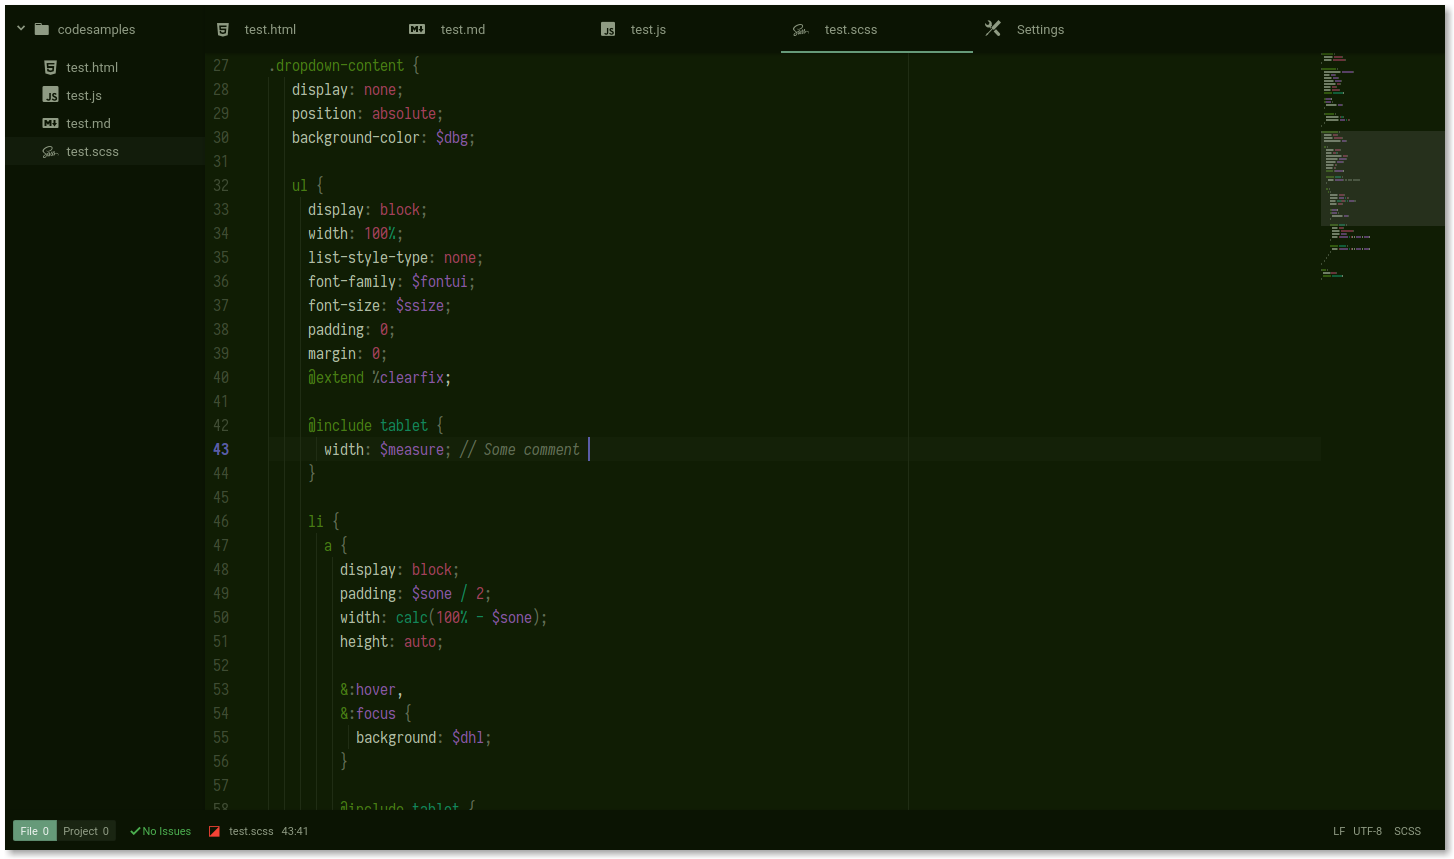 codesamples
test.html
test.js
test.md
test.scss
test.html test.md test.js test.scss Settings
27 .dropdown-content {
28 display: none;
29 position: absolute;
30 background-color: $dbg;
31
32 ul {
33 display: block;
34 width: 100%;
35 list-style-type: none;
36 font-family: $fontui;
37 font-size: $ssize;
38 padding: 0;
39 margin: 0;
40 @extend %clearfix;
41
42 @include tablet {
43 width: $measure; // Some comment
44 }
45
46 li {
47 a {
48 display: block;
49 padding: $sone / 2;
50 width: calc(100% - $sone);
51 height: auto;
52
53 &:hover,
54 &:focus {
55 background: $dhl;
56 }
57
58 @include tablet {
File 0 Project 0 No Issues test.scss 43:41 LF UTF-8 SCSS